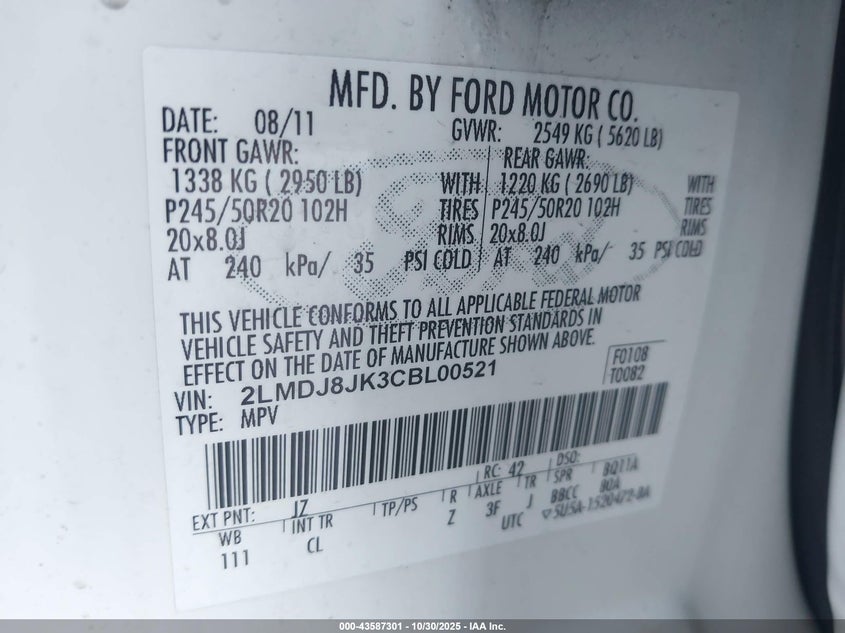 MFD. BY FORD MOTOR CO.
DATE: 08/11 GVWR: 2549 KG ( 5620 LB)
FRONT GAWR: REAR GAWR:
1338 KG ( 2950 LB) WITH 1220 KG ( 2690 LB) WITH
P245/50R20 102H TIRES P245/50R20 102H TIRES
20x8.0J RIMS 20x8.0J RIMS
AT 240 kPa/ 35 PSI COLD AT 240 kPa/ 35 PSI COLD
THIS VEHICLE CONFORMS TO ALL APPLICABLE FEDERAL MOTOR
VEHICLE SAFETY AND THEFT PREVENTION STANDARDS IN
EFFECT ON THE DATE OF MANUFACTURE SHOWN ABOVE.
VIN: 2LMDJ8JK3CBL00521 F0108
TYPE: MPV T0082
EXT PNT: JZ RC: 42 DSO:
WB INT TR TP/PS R AXLE TR SPR BQ11A
111 CL Z 3F J BBCC BQA
UTC ▽5U5A-1520472-BA
000-43587301 - 10/30/2025 - IAA Inc.